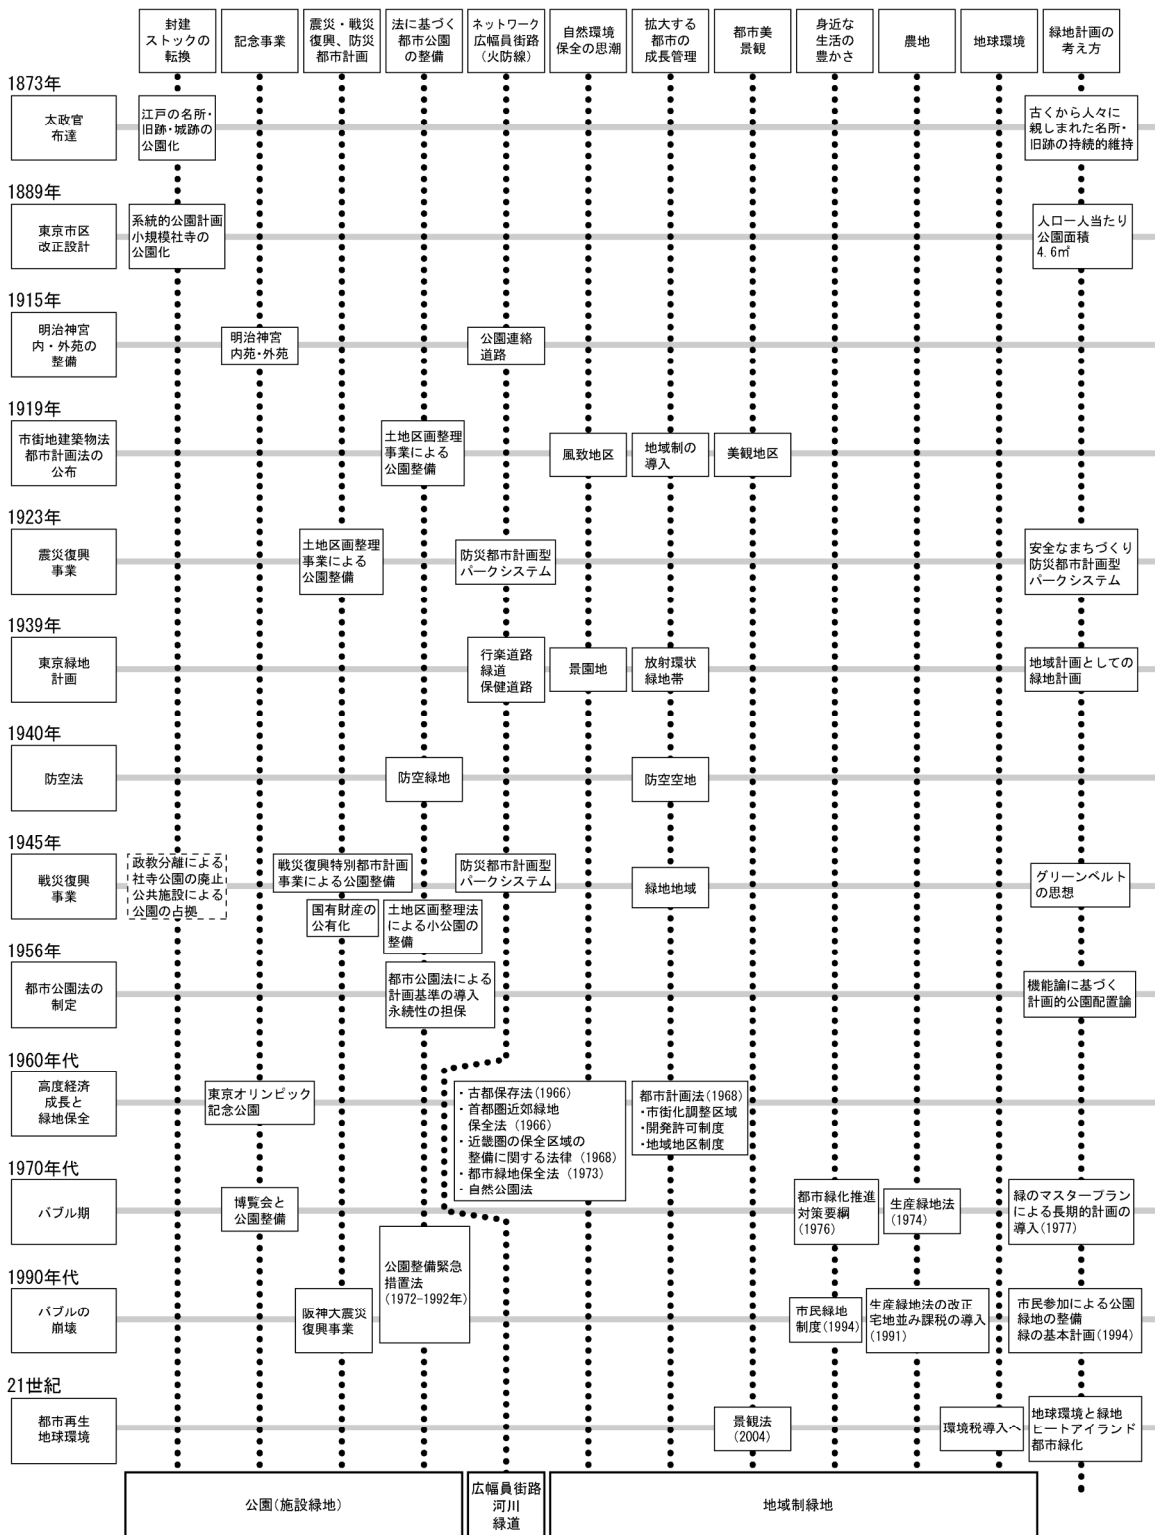 封建
ストックの
転換
記念事業
震災・戦災
復興、防災
都市計画
法に基づく
都市公園
の整備
ネットワーク
広幅員街路
(火防線)
自然環境
保全の思潮
拡大する
都市の
成長管理
都市美
景観
身近な
生活の
豊かさ
農地
地球環境
緑地計画の
考え方
1873年
太政官
布達
江戸の名所・
旧跡・城跡の
公園化
古くから人々に
親しまれた名所・
旧跡の持続的維持
1889年
東京市区
改正設計
系統的公園計画
小規模社寺の
公園化
人口一人当たり
公園面積
4.6㎡
1915年
明治神宮
内・外苑の
整備
明治神宮
内苑・外苑
公園連絡
道路
1919年
市街地建築物法
都市計画法の
公布
土地区画整理
事業による
公園整備
風致地区
地域制の
導入
美観地区
1923年
震災復興
事業
土地区画整理
事業による
公園整備
防災都市計画型
パークシステム
安全なまちづくり
防災都市計画型
パークシステム
1939年
東京緑地
計画
行楽道路
緑道
保健道路
景園地
放射環状
緑地帯
地域計画としての
緑地計画
1940年
防空法
防空緑地
防空空地
1945年
戦災復興
事業
政教分離による
社寺公園の廃止
公共施設による
公園の占拠
戦災復興特別都市計画
事業による公園整備
国有財産の
公有化
土地区画整理法
による小公園の
整備
防災都市計画型
パークシステム
緑地地域
グリーンベルト
の思想
1956年
都市公園法の
制定
都市公園法による
計画基準の導入
永続性の担保
機能論に基づく
計画的公園配置論
1960年代
高度経済
成長と
緑地保全
東京オリンピック
記念公園
・古都保存法(1966)
・首都圏近郊緑地
保全法(1966)
・近畿圏の保全区域の
整備に関する法律(1968)
・都市緑地保全法(1973)
- 自然公園法
都市計画法(1968)
・市街化調整区域
・開発許可制度
・地域地区制度
1970年代
バブル期
博覧会と
公園整備
公園整備緊急
措置法
(1972-1992年)
都市緑化推進
対策要綱
(1976)
生産緑地法
(1974)
緑のマスタープラン
による長期的計画の
導入(1977)
1990年代
バブルの
崩壊
阪神大震災
復興事業
市民緑地
制度(1994)
生産緑地法の改正
宅地並み課税の導入
(1991)
市民参加による公園
緑地の整備
緑の基本計画(1994)
21世紀
都市再生
地球環境
景観法
(2004)
環境税導入へ
地球環境と緑地
ヒートアイランド
都市緑化
公園(施設緑地)
広幅員街路
河川
緑道
地域制緑地